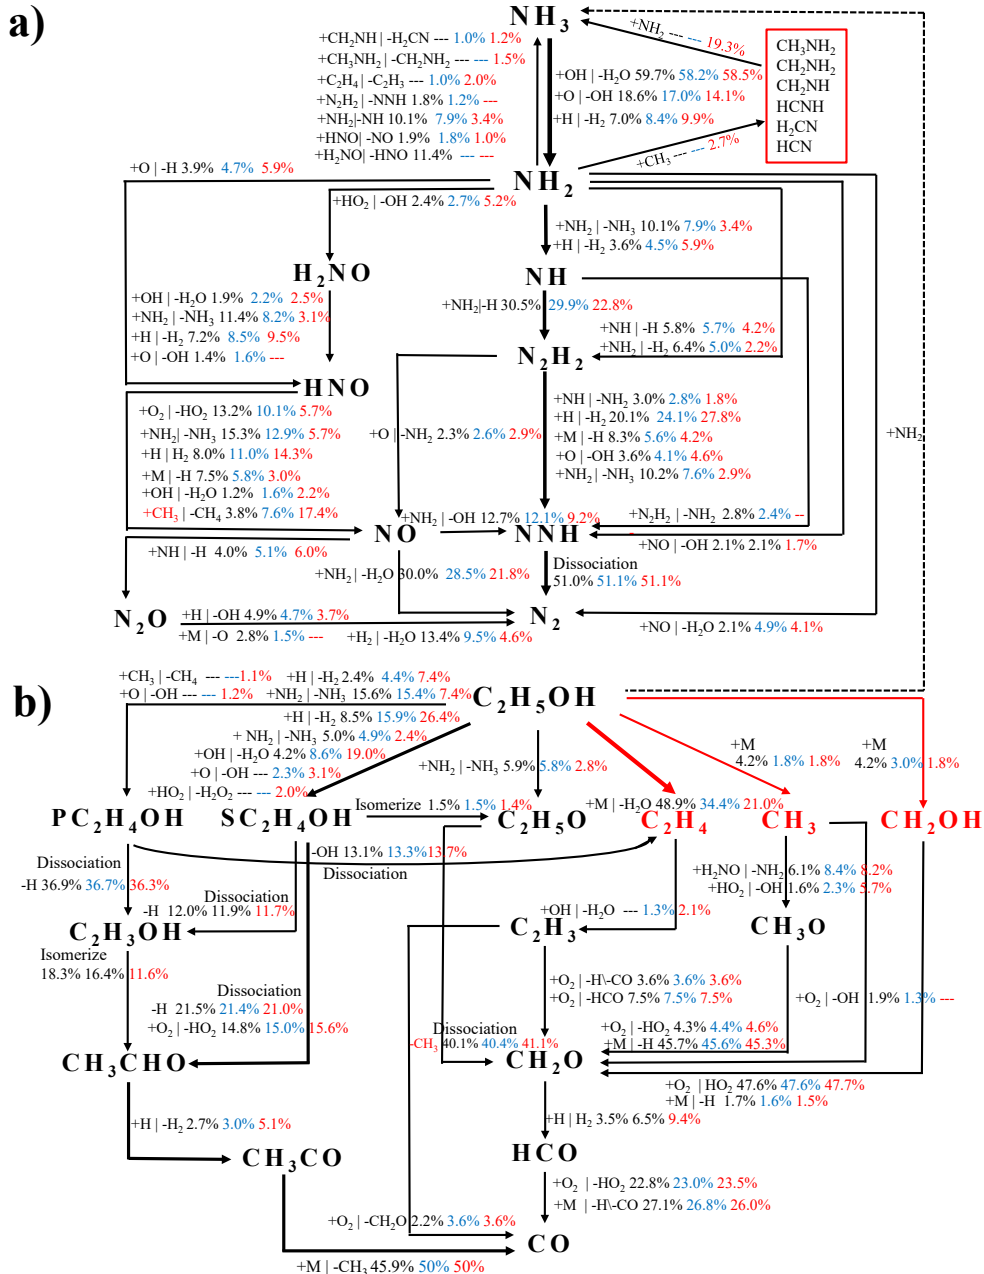 a)
NH3
+NH2 --- --- 19.3%
CH3NH2
CH2NH2
CH2NH
HCNH
H2CN
HCN
+CH2NH | -H2CN --- 1.0% 1.2%
+CH3NH2 | -CH2NH2 --- --- 1.5%
+C2H4 | -C2H3 --- 1.0% 2.0%
+N2H2 | -NNH 1.8% 1.2% ---
+NH2|-NH 10.1% 7.9% 3.4%
+HNO| -NO 1.9% 1.8% 1.0%
+H2NO| -HNO 11.4% --- ---
+OH | -H2O 59.7% 58.2% 58.5%
+O | -OH 18.6% 17.0% 14.1%
+H | -H2 7.0% 8.4% 9.9%
+CH3 --- --- 2.7%
+O | -H 3.9% 4.7% 5.9%
NH2
+HO2 | -OH 2.4% 2.7% 5.2%
+NH2 | -NH3 10.1% 7.9% 3.4%
+H | -H2 3.6% 4.5% 5.9%
H2NO
NH
+OH | -H2O 1.9% 2.2% 2.5%
+NH2 | -NH3 11.4% 8.2% 3.1%
+H | -H2 7.2% 8.5% 9.5%
+O | -OH 1.4% 1.6% ---
+NH2|-H 30.5% 29.9% 22.8%
+NH | -H 5.8% 5.7% 4.2%
+NH2 | -H2 6.4% 5.0% 2.2%
N2H2
HNO
+O2 | -HO2 13.2% 10.1% 5.7%
+NH2| -NH3 15.3% 12.9% 5.7%
+H | H2 8.0% 11.0% 14.3%
+M | -H 7.5% 5.8% 3.0%
+OH | -H2O 1.2% 1.6% 2.2%
+CH3 | -CH4 3.8% 7.6% 17.4%
+O | -NH2 2.3% 2.6% 2.9%
+NH | -NH2 3.0% 2.8% 1.8%
+H | -H2 20.1% 24.1% 27.8%
+M | -H 8.3% 5.6% 4.2%
+O | -OH 3.6% 4.1% 4.6%
+NH2 | -NH3 10.2% 7.6% 2.9%
+NH2
NO
+NH2 | -OH 12.7% 12.1% 9.2%
NNH
+N2H2 | -NH2 2.8% 2.4% --
+NO | -OH 2.1% 2.1% 1.7%
+NH | -H 4.0% 5.1% 6.0%
+NH2 | -H2O 30.0% 28.5% 21.8%
Dissociation
51.0% 51.1% 51.1%
N2O
+H | -OH 4.9% 4.7% 3.7%
+M | -O 2.8% 1.5% ---
+H2 | -H2O 13.4% 9.5% 4.6%
N2
+NO | -H2O 2.1% 4.9% 4.1%
b)
+CH3 | -CH4 --- ---1.1%
+O | -OH --- --- 1.2%
+H | -H2 2.4% 4.4% 7.4%
+NH2 | -NH3 15.6% 15.4% 7.4%
C2H5OH
+H | -H2 8.5% 15.9% 26.4%
+ NH2 | -NH3 5.0% 4.9% 2.4%
+OH | -H2O 4.2% 8.6% 19.0%
+O | -OH --- 2.3% 3.1%
+HO2 | -H2O2 --- --- 2.0%
+NH2 | -NH3 5.9% 5.8% 2.8%
+M
4.2% 1.8% 1.8%
+M
4.2% 3.0% 1.8%
+M | -H2O 48.9% 34.4% 21.0%
PC2H4OH
SC2H4OH
Isomerize 1.5% 1.5% 1.4%
C2H5O
C2H4
CH3
CH2OH
-OH 13.1% 13.3%13.7%
Dissociation
Dissociation
-H 36.9% 36.7% 36.3%
Dissociation
-H 12.0% 11.9% 11.7%
+H2NO | -NH2 6.1% 8.4% 8.2%
+HO2 | -OH 1.6% 2.3% 5.7%
C2H3OH
+OH | -H2O --- 1.3% 2.1%
C2H3
CH3O
Isomerize
18.3% 16.4% 11.6%
Dissociation
-H 21.5% 21.4% 21.0%
+O2 | -HO2 14.8% 15.0% 15.6%
+O2 | -H\-CO 3.6% 3.6% 3.6%
+O2 | -HCO 7.5% 7.5% 7.5%
+O2 | -OH 1.9% 1.3% ---
Dissociation
-CH3 40.1% 40.4% 41.1%
+O2 | -HO2 4.3% 4.4% 4.6%
+M | -H 45.7% 45.6% 45.3%
CH3CHO
CH2O
+O2 | HO2 47.6% 47.6% 47.7%
+M | -H 1.7% 1.6% 1.5%
+H | -H2 2.7% 3.0% 5.1%
+H | H2 3.5% 6.5% 9.4%
CH3CO
HCO
+O2 | -HO2 22.8% 23.0% 23.5%
+M | -H\-CO 27.1% 26.8% 26.0%
+O2 | -CH2O 2.2% 3.6% 3.6%
CO
+M | -CH3 45.9% 50% 50%